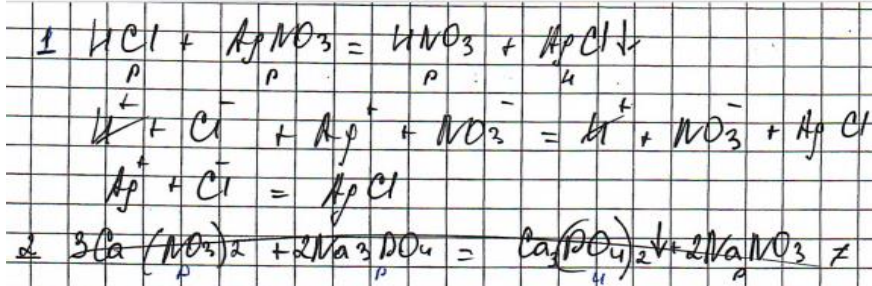 1 HCl + AgNO₃ = HNO₃ + AgCl↓
р р р н
H⁺ + Cl⁻ + Ag⁺ + NO₃⁻ = H⁺ + NO₃⁻ + AgCl
Ag⁺ + Cl⁻ = AgCl
2 3Ca(NO₃)₂ + 2Na₃PO₄ = Ca₃(PO₄)₂↓ + 2NaNO₃ ≠
р р н р